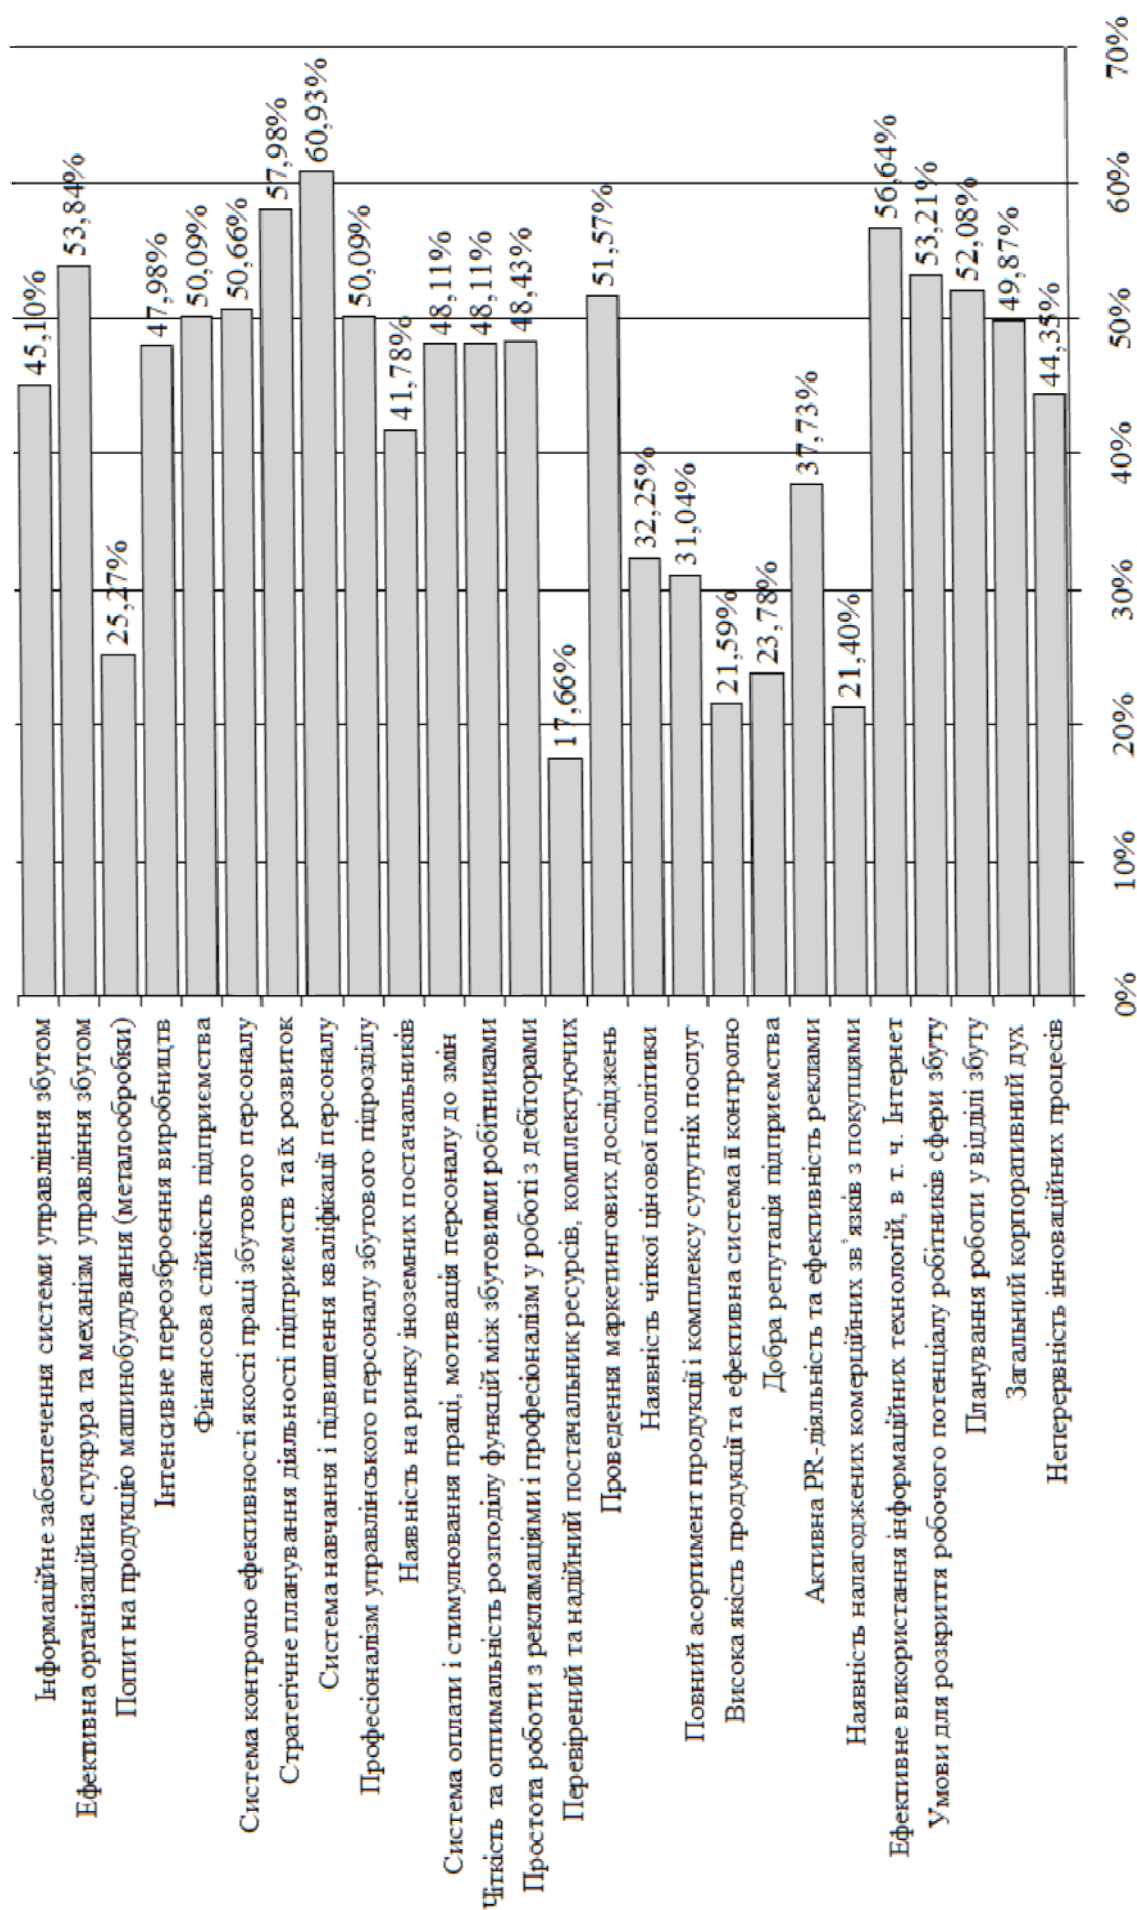 Інформаційне забезпечення системи управління збутом
45,10%
Ефективна організаційна стукрура та механізм управління збутом
53,84%
Попит на продукцію машинобудування (металообробки)
25,27%
Інтенсивне переозброєння виробництв
47,98%
Фінансова стійкість підприємства
50,09%
Система контролю ефективності якості праці збутового персоналу
50,66%
Стратегічне планування діяльності підприємств та їх розвиток
57,98%
Система навчання і підвищення кваліфікації персоналу
60,93%
Професіоналізм управлінського персоналу збутового підрозділу
50,09%
Наявність на ринку іноземних постачальників
41,78%
Система оплати і стимулювання праці, мотивація персоналу до змін
48,11%
Чіткість та оптимальність розподілу функцій між збутовими робітниками
48,11%
Простота роботи з рекламаціями і професіоналізм у роботі з дебіторами
48,43%
Перевірений та надійний постачальник ресурсів, комплектуючих
17,66%
Проведення маркетингових досліджень
51,57%
Наявність чіткої цінової політики
32,25%
Повний асортимент продукції і комплексу супутніх послуг
31,04%
Висока якість продукції та ефективна система її контролю
21,59%
Добра репутація підприємства
23,78%
Активна PR-діяльність та ефективність реклами
37,73%
Наявність налагоджених комерційних зв'язків з покупцями
21,40%
Ефективне використання інформаційних технологій, в т. ч. Інтернет
56,64%
Умови для розкриття робочого потенціалу робітників сфери збуту
53,21%
Планування роботи у відділі збуту
52,08%
Загальний корпоративний дух
49,87%
Неперервність інноваційних процесів
44,35%
0% 10% 20% 30% 40% 50% 60% 70%